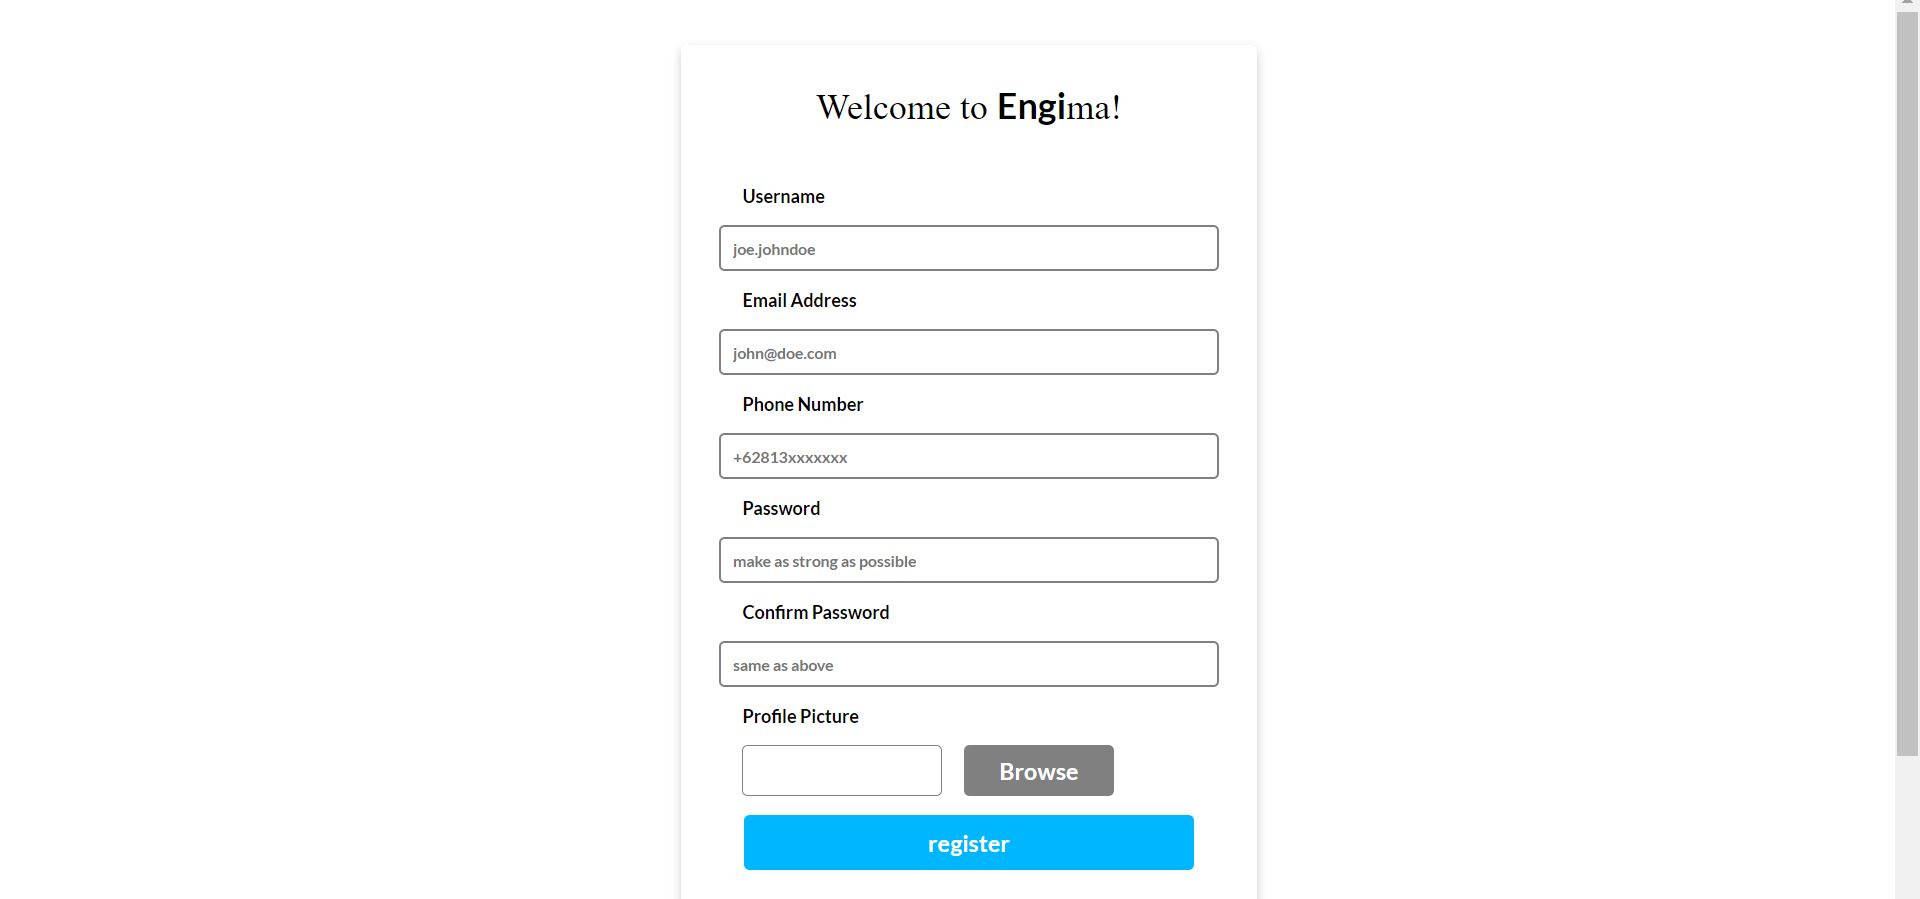 Welcome to Engima!
Username
joe.johndoe
Email Address
john@doe.com
Phone Number
+62813xxxxxxx
Password
make as strong as possible
Confirm Password
same as above
Profile Picture
Browse
register